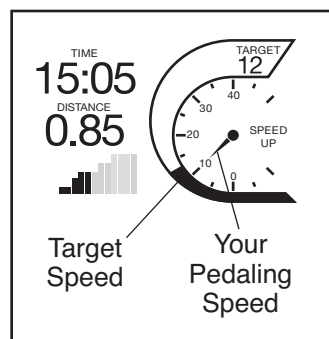 TIME
15:05
DISTANCE
0.85
TARGET
12
40
30
20
10
0
SPEED
UP
Target
Speed
Your
Pedaling
Speed